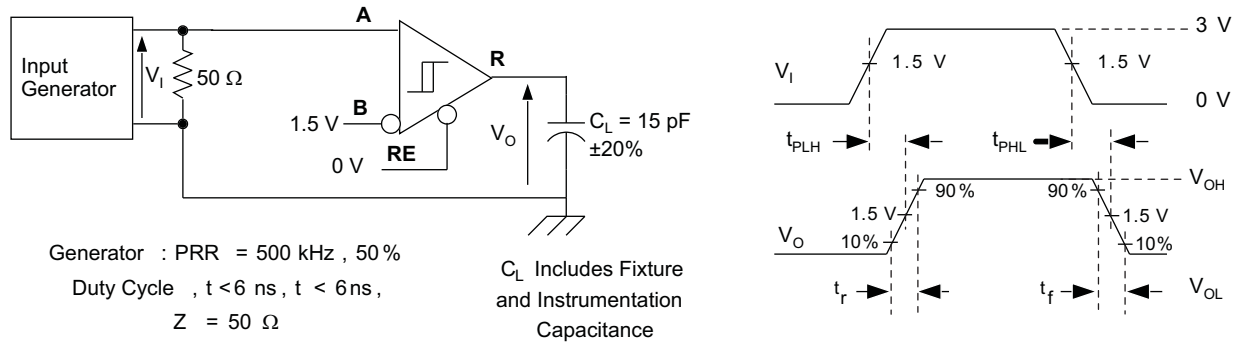 Input
Generator
V_I
50 Ω
A
R
B
1.5 V
RE
0 V
V_O
C_L = 15 pF
±20%
Generator : PRR = 500 kHz , 50%
Duty Cycle , t <6 ns , t < 6ns ,
Z = 50 Ω
C_L Includes Fixture
and Instrumentation
Capacitance
3 V
V_I
1.5 V
1.5 V
0 V
t_PLH
t_PHL
V_OH
90%
90%
1.5 V
1.5 V
V_O
10%
10%
t_r
t_f
V_OL